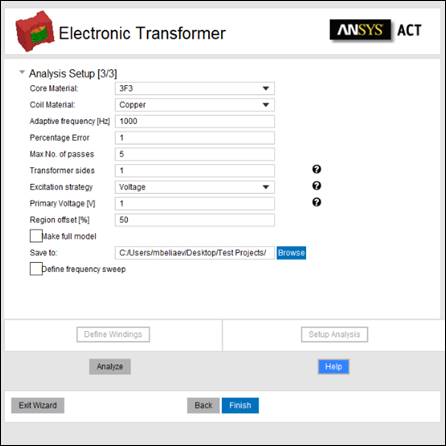 Electronic Transformer
ANSYS ACT
Analysis Setup [3/3]
Core Material: 3F3
Coil Material: Copper
Adaptive frequency [Hz] 1000
Percentage Error 1
Max No. of passes 5
Transformer sides 1 ?
Excitation strategy Voltage ?
Primary Voltage [V] 1 ?
Region offset [%] 50
Make full model
Save to: C:/Users/mbeliaev/Desktop/Test Projects/ Browse
Define frequency sweep
Define Windings Setup Analysis
Analyze Help
Exit Wizard Back Finish